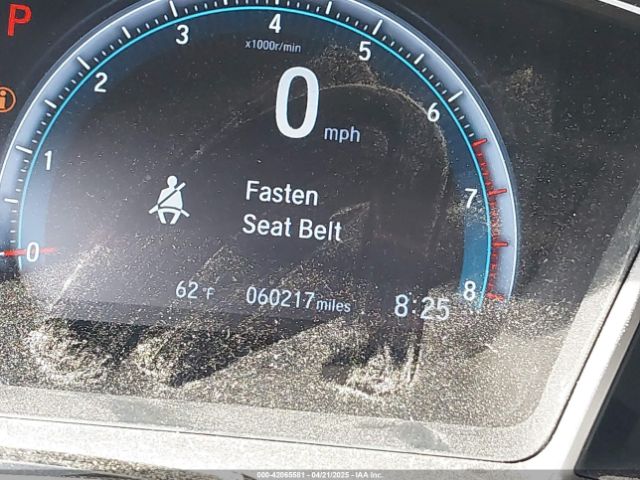 P
4
3
5
x1000r/min
2
0
6
mph
1
Fasten
7
Seat Belt
0
62°F 060217 miles 8:25
8
000-42065581 - 04/21/2025 - IAA Inc.